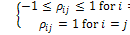 −1 ≤ ρij ≤ 1 for i
ρij = 1 for i = j